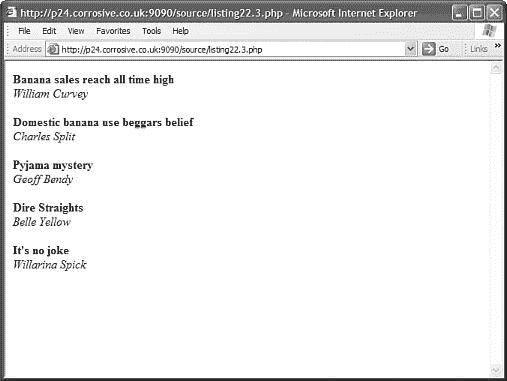 http://p24.corrosive.co.uk:9090/source/listing22.3.php - Microsoft Internet Explorer
File Edit View Favorites Tools Help
Address http://p24.corrosive.co.uk:9090/source/listing22.3.php Go Links »
Banana sales reach all time high
William Curvey
Domestic banana use beggars belief
Charles Split
Pyjama mystery
Geoff Bendy
Dire Straights
Belle Yellow
It's no joke
Willarina Spick